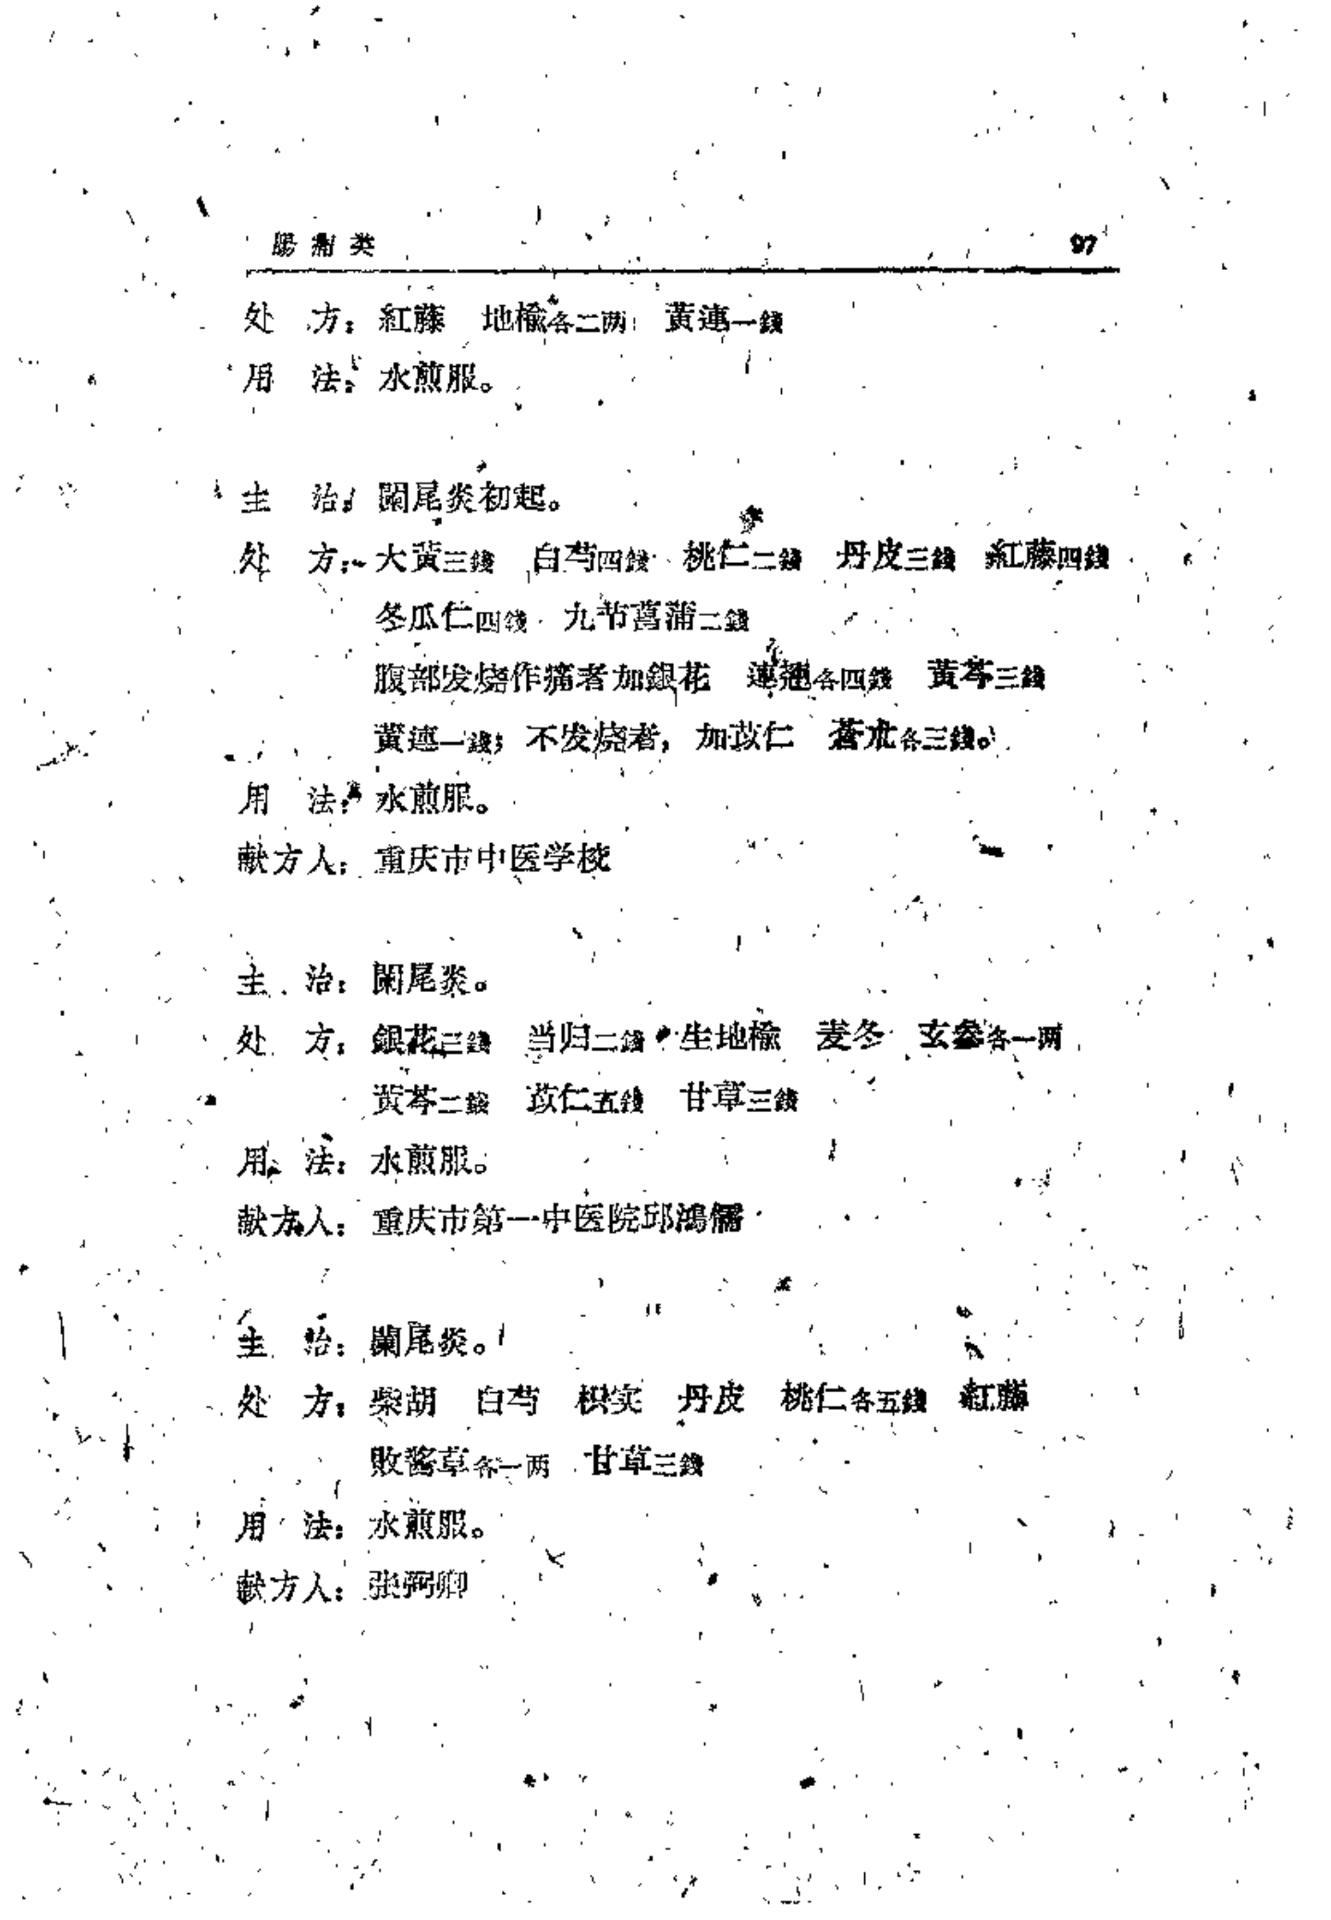 腸痈类 97
处　方：紅藤　地榆各二两　黃連一錢
用　法：水煎服。
主　治：闌尾炎初起。
处　方：大黃三錢　白芍四錢　桃仁二錢　丹皮三錢　紅藤四錢
冬瓜仁四錢　九节菖蒲二錢
腹部发烧作痛者加銀花　連翹各四錢　黃芩三錢
黃連一錢；不发烧者，加苡仁　蒼朮各三錢。
用　法：水煎服。
献方人：重庆市中医学校
主　治：闌尾炎。
处　方：銀花三錢　当归二錢　生地榆　麦冬　玄參各一两
黃芩二錢　苡仁五錢　甘草三錢
用　法：水煎服。
献方人：重庆市第一中医院邱鴻儒
主　治：闌尾炎。
处　方：柴胡　白芍　枳实　丹皮　桃仁各五錢　紅藤
敗酱草各一两　甘草三錢
用　法：水煎服。
献方人：张弼卿